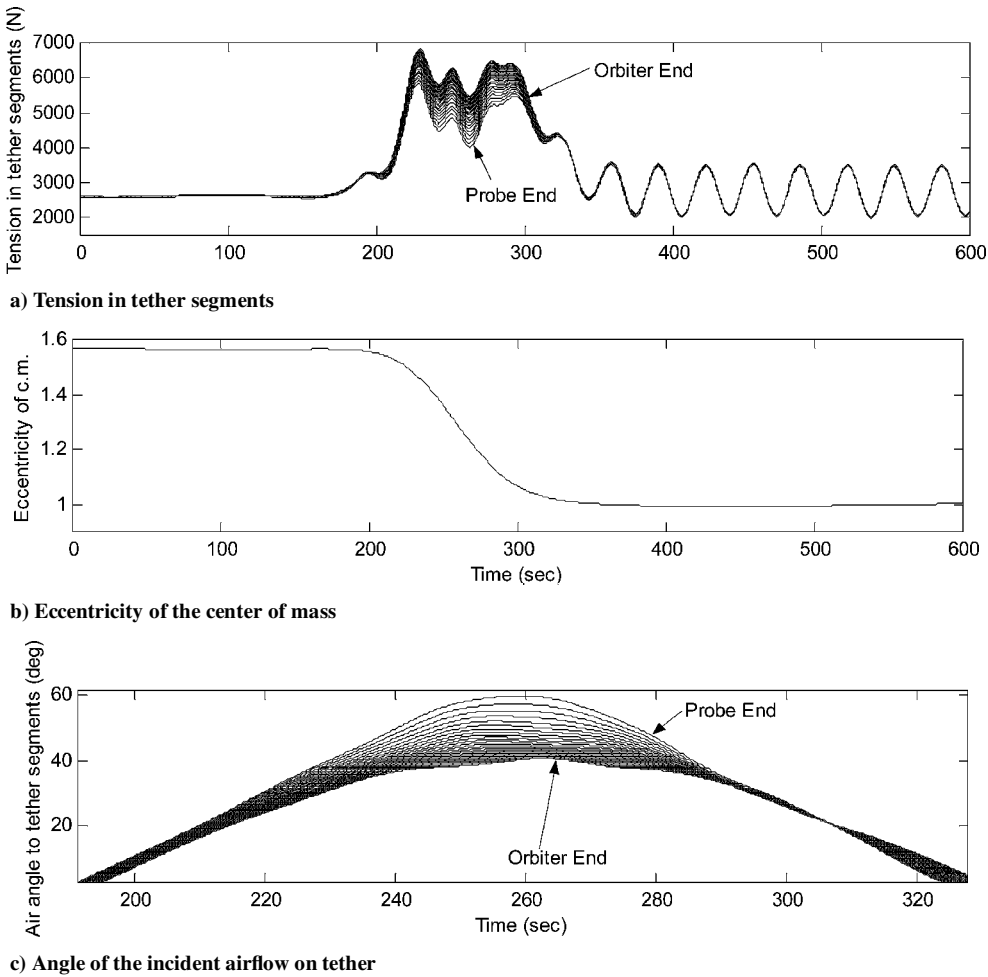 Tension in tether segments (N)
7000
6000
5000
4000
3000
2000
Orbiter End
Probe End
0 100 200 300 400 500 600
a) Tension in tether segments
Eccentricity of c.m.
1.6
1.4
1.2
1
0 100 200 300 400 500 600
Time (sec)
b) Eccentricity of the center of mass
Air angle to tether segments (deg)
60
40
20
Probe End
Orbiter End
200 220 240 260 280 300 320
Time (sec)
c) Angle of the incident airflow on tether